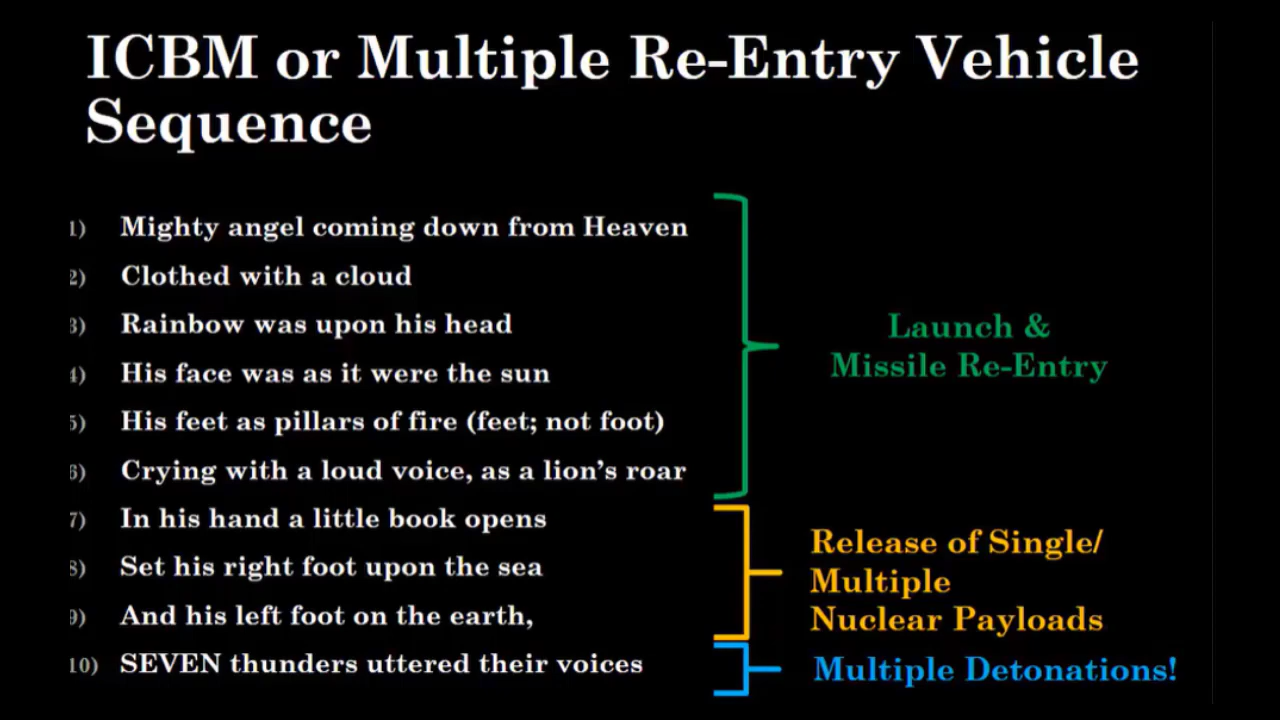 ICBM or Multiple Re-Entry Vehicle
Sequence
1) Mighty angel coming down from Heaven
2) Clothed with a cloud
3) Rainbow was upon his head
4) His face was as it were the sun
5) His feet as pillars of fire (feet; not foot)
6) Crying with a loud voice, as a lion's roar
7) In his hand a little book opens
8) Set his right foot upon the sea
9) And his left foot on the earth,
10) SEVEN thunders uttered their voices
Launch &
Missile Re-Entry
Release of Single/
Multiple
Nuclear Payloads
Multiple Detonations!